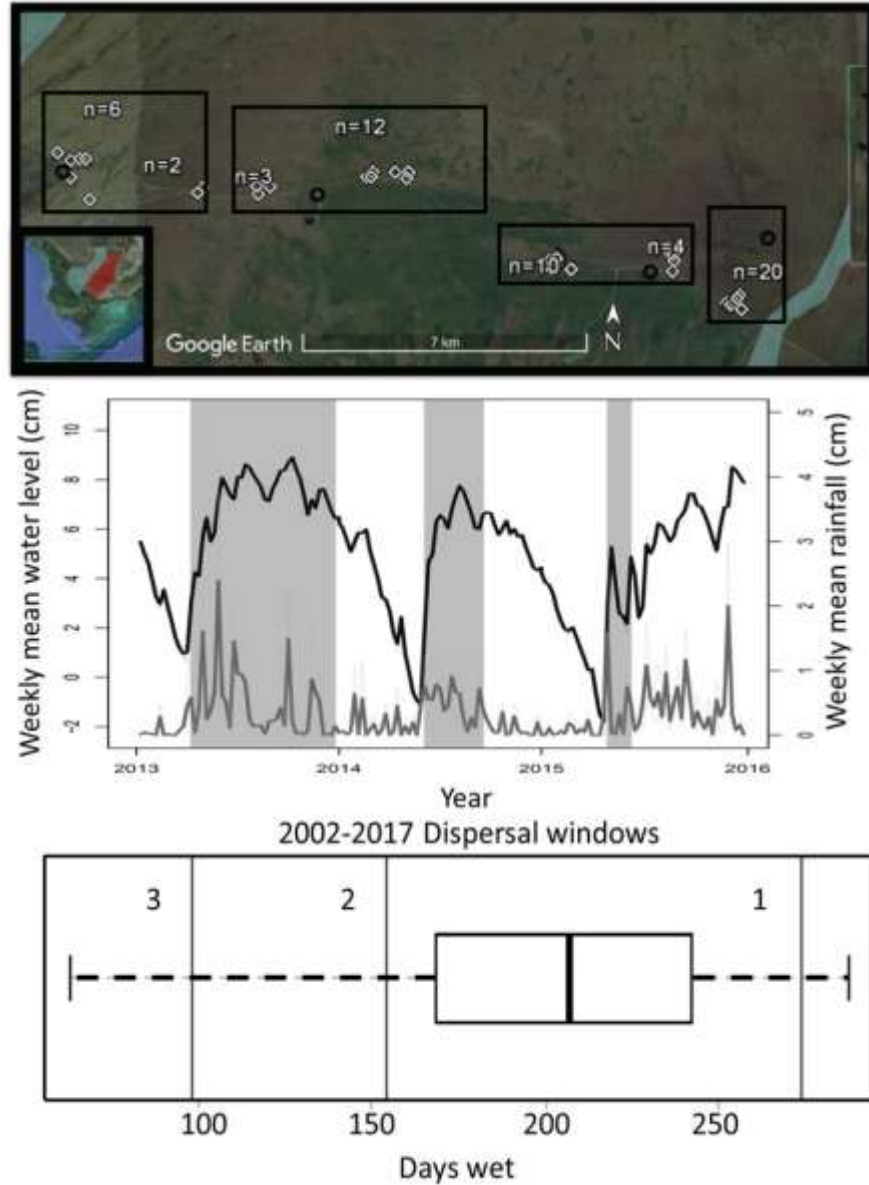 n=6
n=12
n=2
n=3
n=4
n=10
n=20
Google Earth
7 km
N
Weekly mean water level (cm)
10
8
6
4
2
0
-2
Weekly mean rainfall (cm)
5
4
3
2
1
0
2013
2014
2015
2016
Year
2002-2017 Dispersal windows
3
2
1
100
150
200
250
Days wet